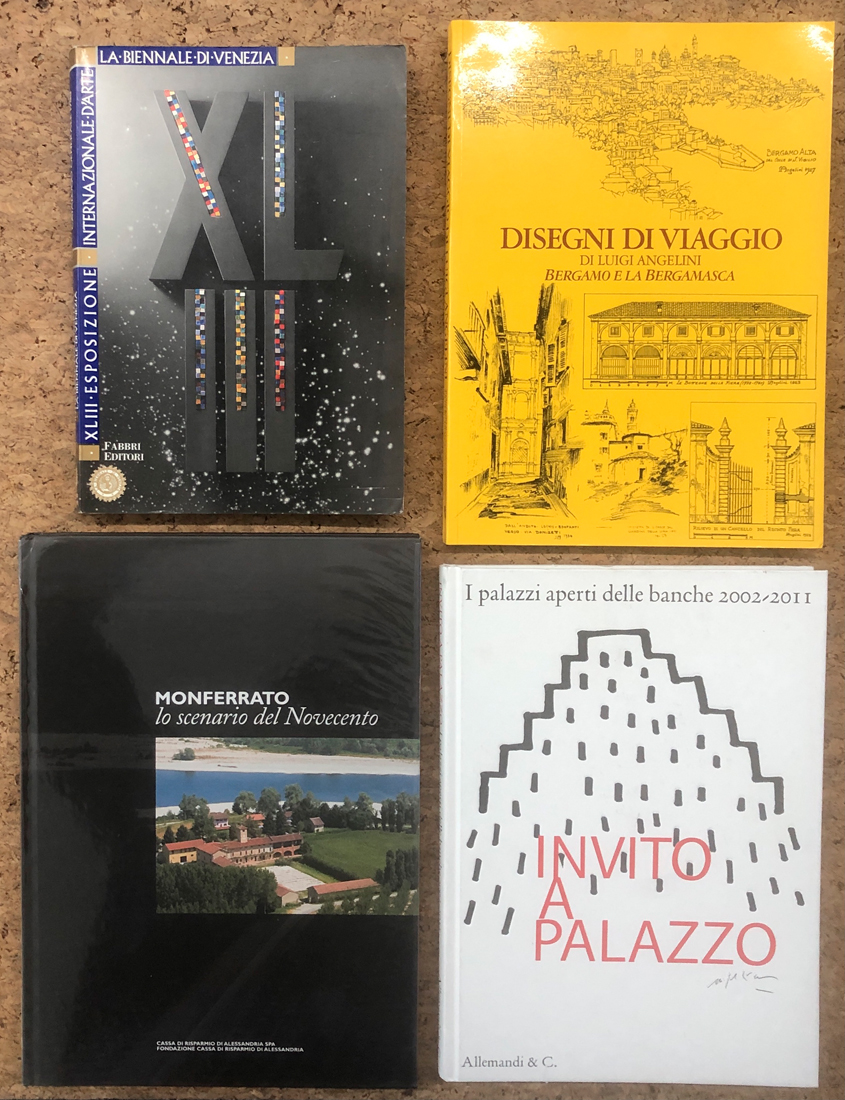 LA·BIENNALE·DI·VENEZIA
XLIII·ESPOSIZIONE · INTERNAZIONALE·D'ARTE
XL
III
FABBRI
EDITORI
BERGAMO ALTA
DISEGNI DI VIAGGIO
DI LUIGI ANGELINI
BERGAMO E LA BERGAMASCA
MONFERRATO
lo scenario del Novecento
CASSA DI RISPARMIO DI ALESSANDRIA SPA
FONDAZIONE CASSA DI RISPARMIO DI ALESSANDRIA
I palazzi aperti delle banche 2002-2011
INVITO
A
PALAZZO
Allemandi & C.